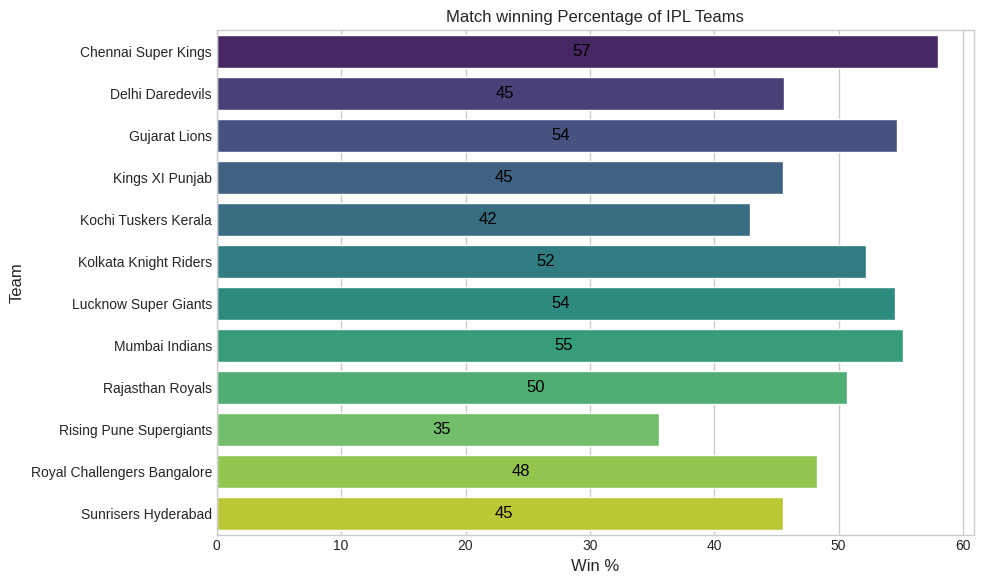 Match winning Percentage of IPL Teams
Team
Chennai Super Kings 57
Delhi Daredevils 45
Gujarat Lions 54
Kings XI Punjab 45
Kochi Tuskers Kerala 42
Kolkata Knight Riders 52
Lucknow Super Giants 54
Mumbai Indians 55
Rajasthan Royals 50
Rising Pune Supergiants 35
Royal Challengers Bangalore 48
Sunrisers Hyderabad 45
0 10 20 30 40 50 60
Win %